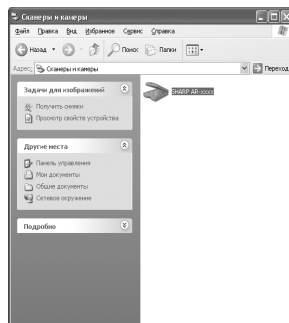 Сканеры и камеры
Файл Правка Вид Избранное Сервис Справка
Назад Поиск Папки
Адрес: Сканеры и камеры Переход
Задачи для изображений
SHARP AR-xxxx
Получить снимки
Просмотр свойств устройства
Другие места
Панель управления
Мои документы
Общие документы
Сетевое окружение
Подробно